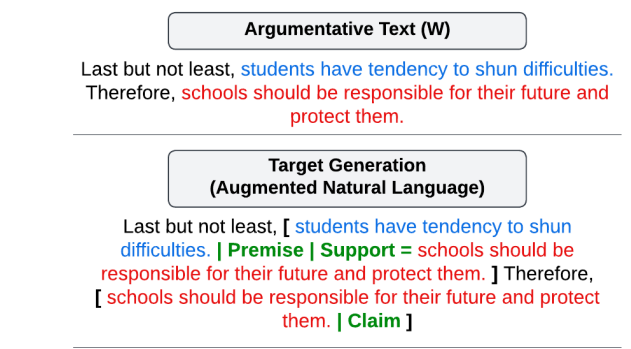 Argumentative Text (W)
Last but not least, students have tendency to shun difficulties.
Therefore, schools should be responsible for their future and
protect them.
Target Generation
(Augmented Natural Language)
Last but not least, [ students have tendency to shun
difficulties. | Premise | Support = schools should be
responsible for their future and protect them. ] Therefore,
[ schools should be responsible for their future and protect
them. | Claim ]